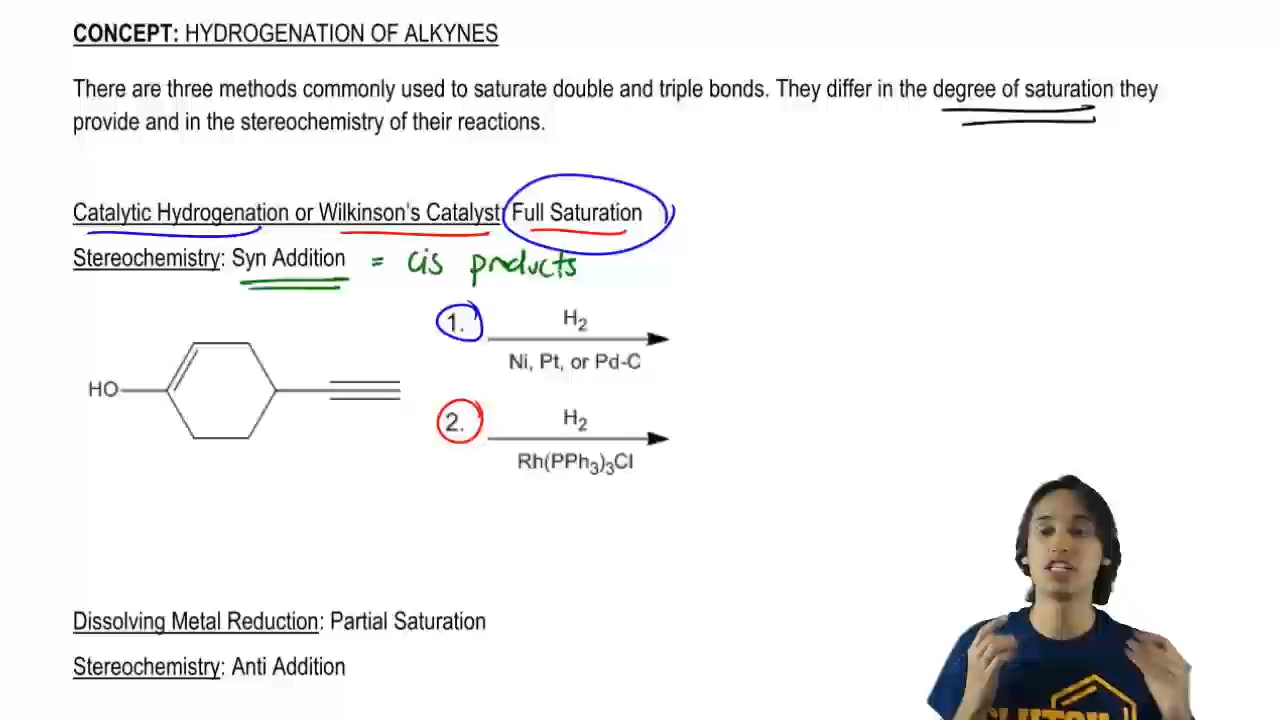 CONCEPT: HYDROGENATION OF ALKYNES
There are three methods commonly used to saturate double and triple bonds. They differ in the degree of saturation they
provide and in the stereochemistry of their reactions.
Catalytic Hydrogenation or Wilkinson's Catalyst: Full Saturation
Stereochemistry: Syn Addition = cis products
1. H2
Ni, Pt, or Pd-C
HO
2. H2
Rh(PPh3)3Cl
Dissolving Metal Reduction: Partial Saturation
Stereochemistry: Anti Addition
CLUTCH